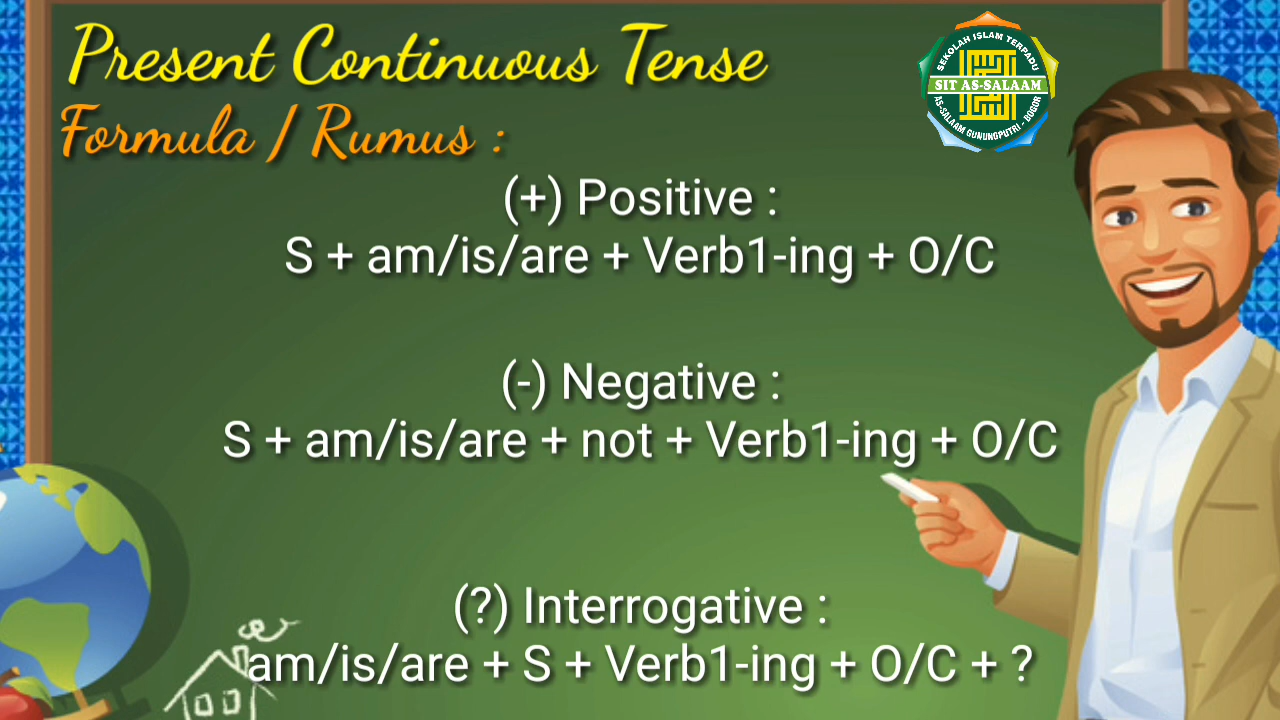 Present Continuous Tense
Formula / Rumus :
SEKOLAH ISLAM TERPADU
SIT AS-SALAAM
AS-SALAAM GUNUNGPUTRI - BOGOR
(+) Positive :
S + am/is/are + Verb1-ing + O/C
(-) Negative :
S + am/is/are + not + Verb1-ing + O/C
(?) Interrogative :
am/is/are + S + Verb1-ing + O/C + ?